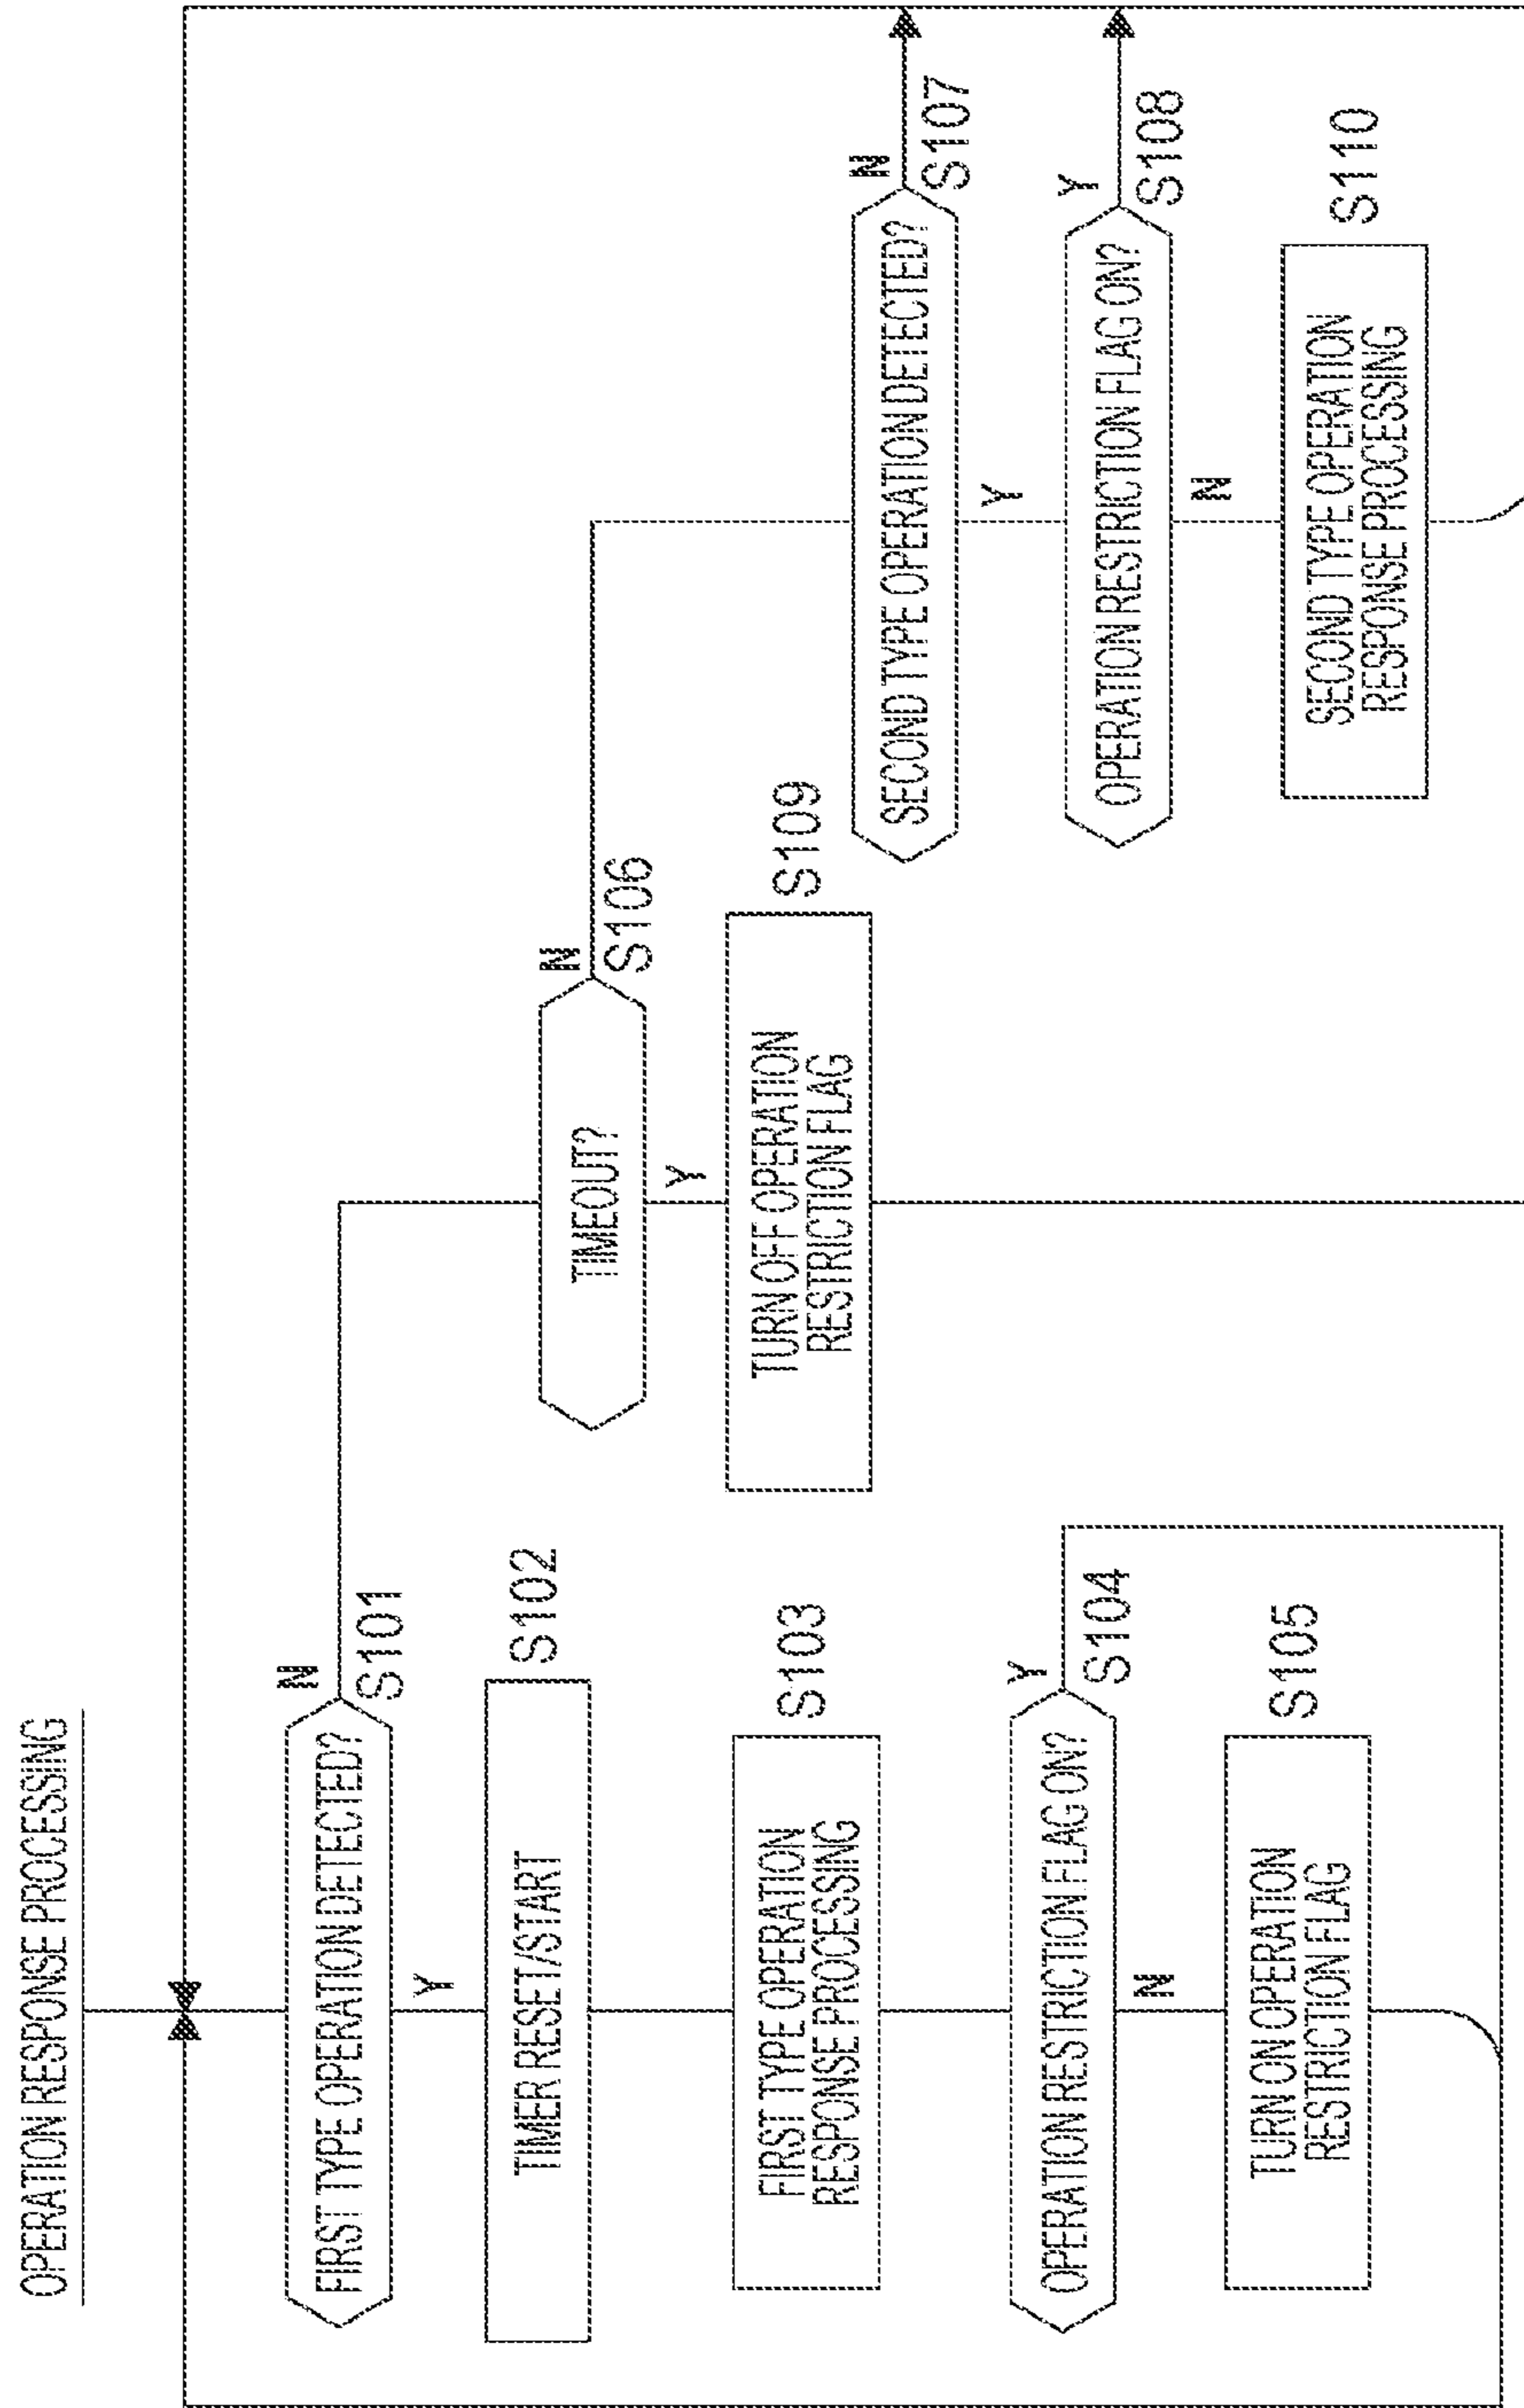 OPERATION RESPONSE PROCESSING
FIRST TYPE OPERATION DETECTED?
N
S101
Y
TIMER RESET/START
S102
FIRST TYPE OPERATION
RESPONSE PROCESSING
S103
OPERATION RESTRICTION FLAG ON?
Y
S104
N
TURN ON OPERATION
RESTRICTION FLAG
S105
TIMEOUT?
N
S106
Y
TURN OFF OPERATION
RESTRICTION FLAG
S109
SECOND TYPE OPERATION DETECTED?
N
S107
Y
OPERATION RESTRICTION FLAG ON?
Y
S108
N
SECOND TYPE OPERATION
RESPONSE PROCESSING
S110